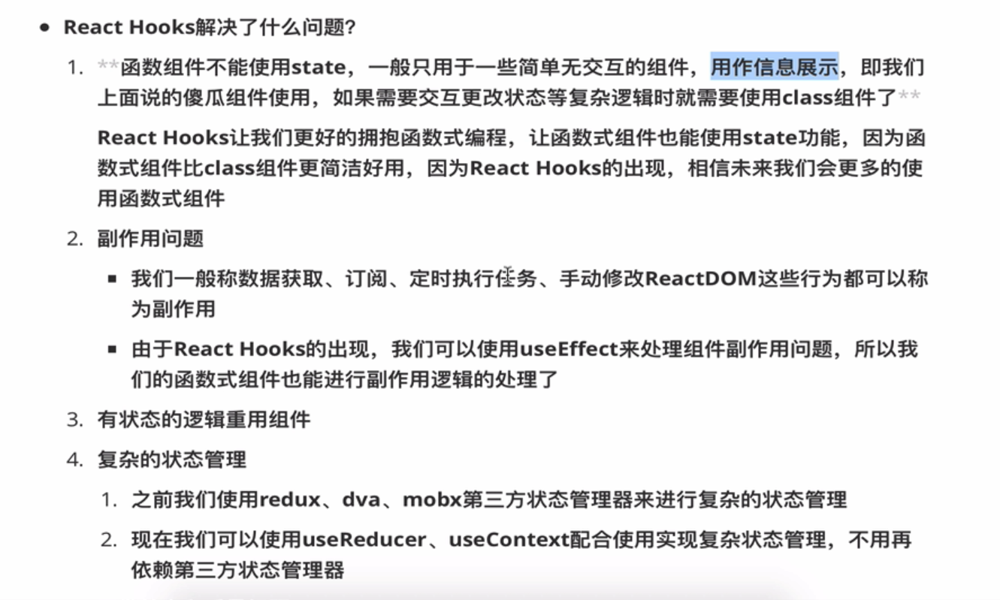 • React Hooks解决了什么问题?
1. **函数组件不能使用state，一般只用于一些简单无交互的组件，用作信息展示，即我们
上面说的傻瓜组件使用，如果需要交互更改状态等复杂逻辑时就需要使用class组件了**
React Hooks让我们更好的拥抱函数式编程，让函数式组件也能使用state功能，因为函
数式组件比class组件更简洁好用，因为React Hooks的出现，相信未来我们会更多的使
用函数式组件
2. 副作用问题
▪ 我们一般称数据获取、订阅、定时执行任务、手动修改ReactDOM这些行为都可以称
为副作用
▪ 由于React Hooks的出现，我们可以使用useEffect来处理组件副作用问题，所以我
们的函数式组件也能进行副作用逻辑的处理了
3. 有状态的逻辑重用组件
4. 复杂的状态管理
1. 之前我们使用redux、dva、mobx第三方状态管理器来进行复杂的状态管理
2. 现在我们可以使用useReducer、useContext配合使用实现复杂状态管理，不用再
依赖第三方状态管理器